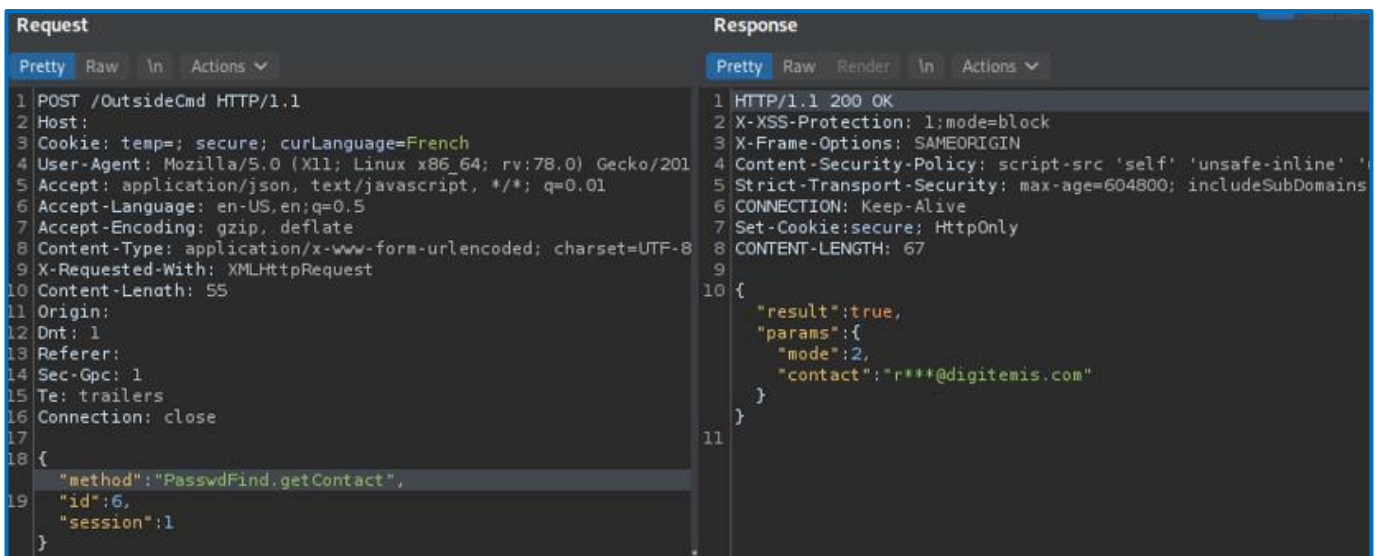 Request
Pretty Raw \n Actions
1 POST /OutsideCmd HTTP/1.1
2 Host:
3 Cookie: temp=; secure; curLanguage=French
4 User-Agent: Mozilla/5.0 (X11; Linux x86_64; rv:78.0) Gecko/201
5 Accept: application/json, text/javascript, */*; q=0.01
6 Accept-Language: en-US,en;q=0.5
7 Accept-Encoding: gzip, deflate
8 Content-Type: application/x-www-form-urlencoded; charset=UTF-8
9 X-Requested-With: XMLHttpRequest
10 Content-Length: 55
11 Origin:
12 Dnt: 1
13 Referer:
14 Sec-Gpc: 1
15 Te: trailers
16 Connection: close
17
18 {
"method":"PasswdFind.getContact",
19 "id":6,
"session":1
}
Response
Pretty Raw Render \n Actions
1 HTTP/1.1 200 OK
2 X-XSS-Protection: 1;mode=block
3 X-Frame-Options: SAMEORIGIN
4 Content-Security-Policy: script-src 'self' 'unsafe-inline'
5 Strict-Transport-Security: max-age=604800; includeSubDomains
6 CONNECTION: Keep-Alive
7 Set-Cookie:secure; HttpOnly
8 CONTENT-LENGTH: 67
9
10 {
"result":true,
"params":{
"mode":2,
"contact":"r***@digitemis.com"
}
}
11